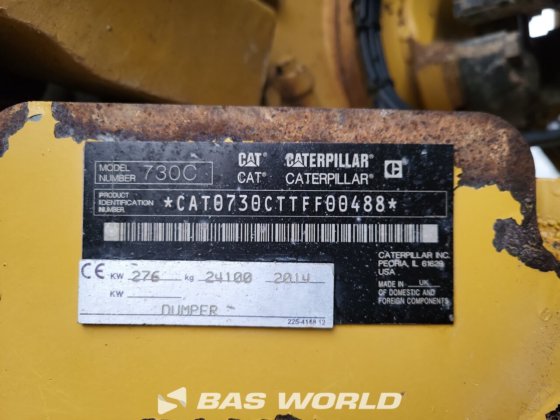 MODEL NUMBER 730C CAT® CATERPILLAR®
CAT® CATERPILLAR® C
PRODUCT IDENTIFICATION NUMBER *CAT0730CTTFF00488*
CATERPILLAR INC.
PEORIA, IL 61629
USA
MADE IN UK
OF DOMESTIC AND
FOREIGN COMPONENTS
CE KW 276 kg 24100 2014
KW
DUMPER
225-4168 12
BAS WORLD